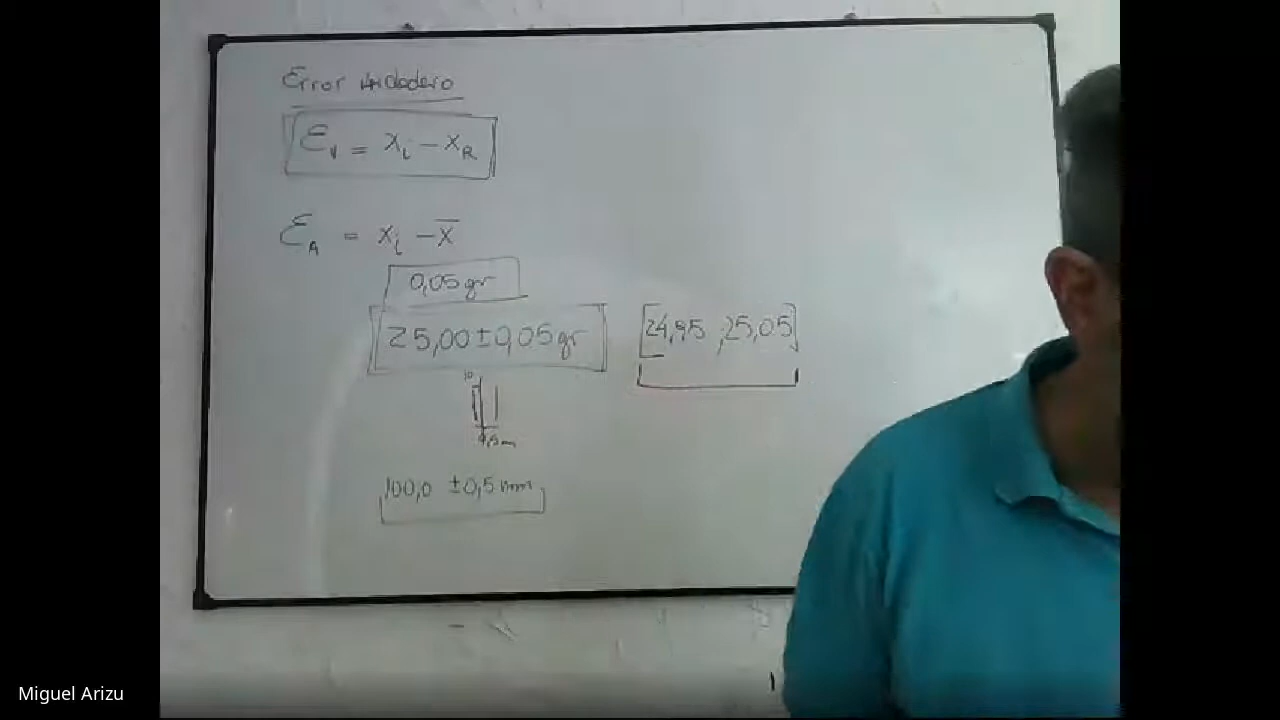 Error verdadero
Ɛv = xi − xR
ƐA = xi − x̄
0,05 gr
25,00 ± 0,05 gr
[24,95 ; 25,05]
10
100,0 ± 0,5 mm
Miguel Arizu